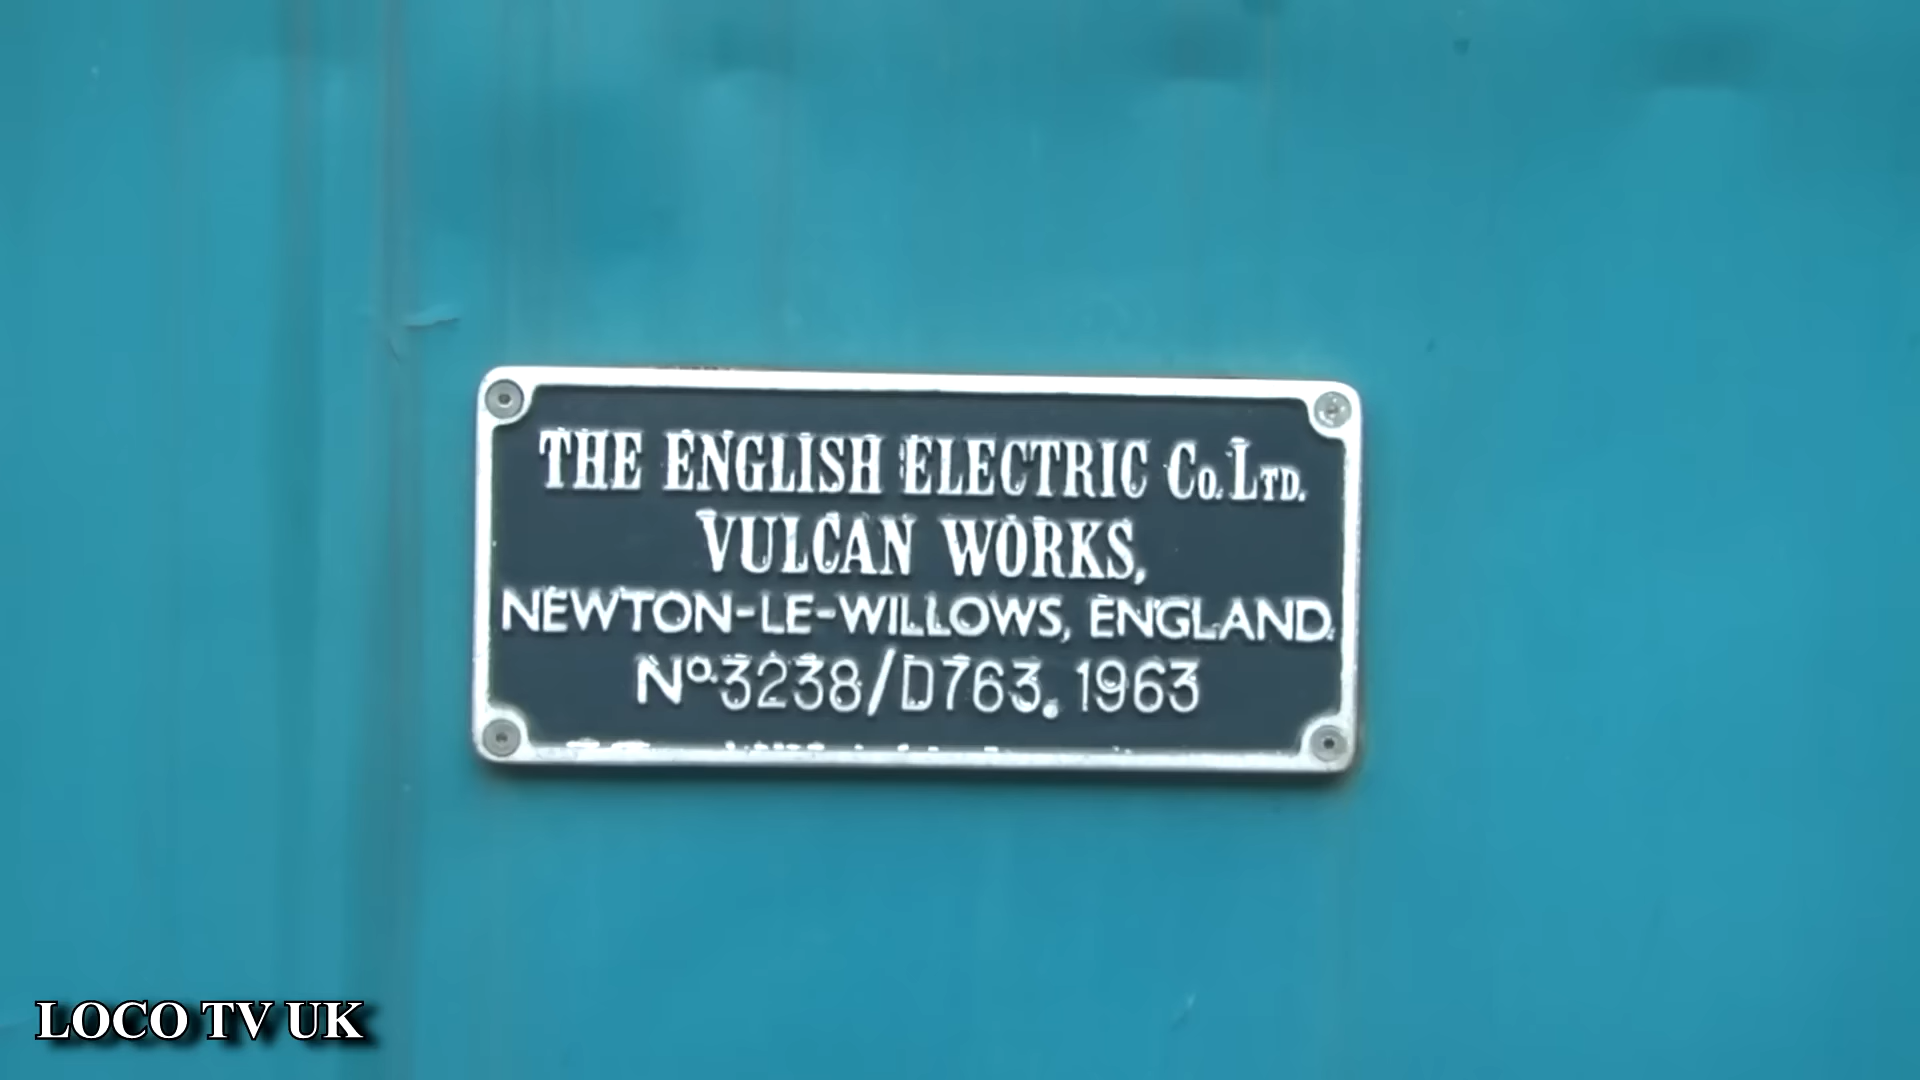 THE ENGLISH ELECTRIC Co. LTD.
VULCAN WORKS,
NEWTON-LE-WILLOWS, ENGLAND.
Nº 3238/D763. 1963
LOCO TV UK